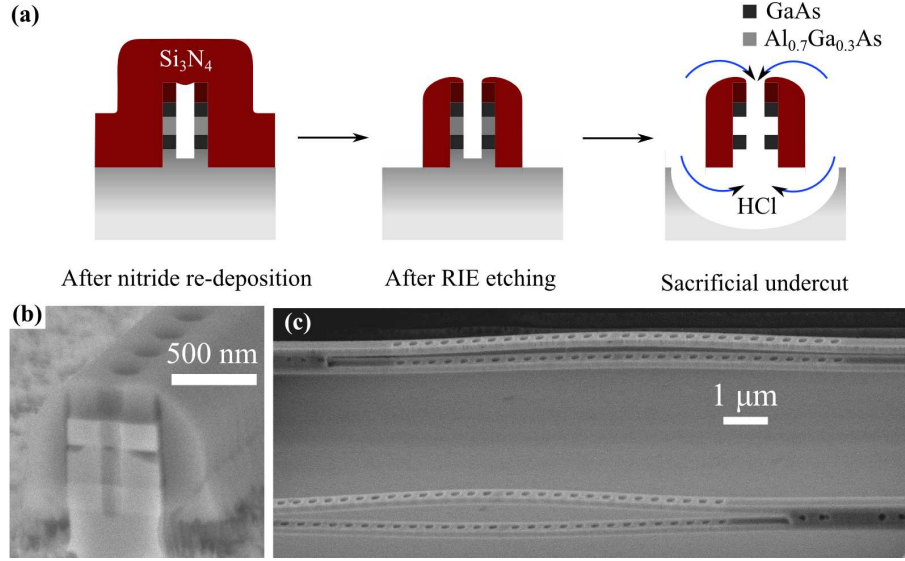 (a)
GaAs
Al0.7Ga0.3As
Si3N4
HCl
After nitride re-deposition
After RIE etching
Sacrificial undercut
(b)
500 nm
(c)
1 μm